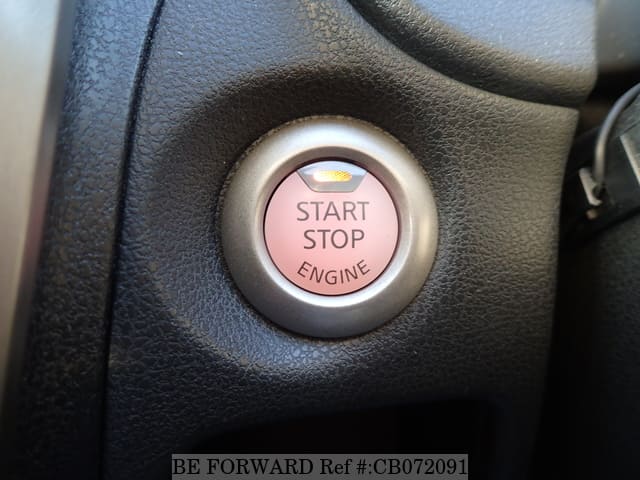 START
STOP
ENGINE
BE FORWARD Ref #:CB072091